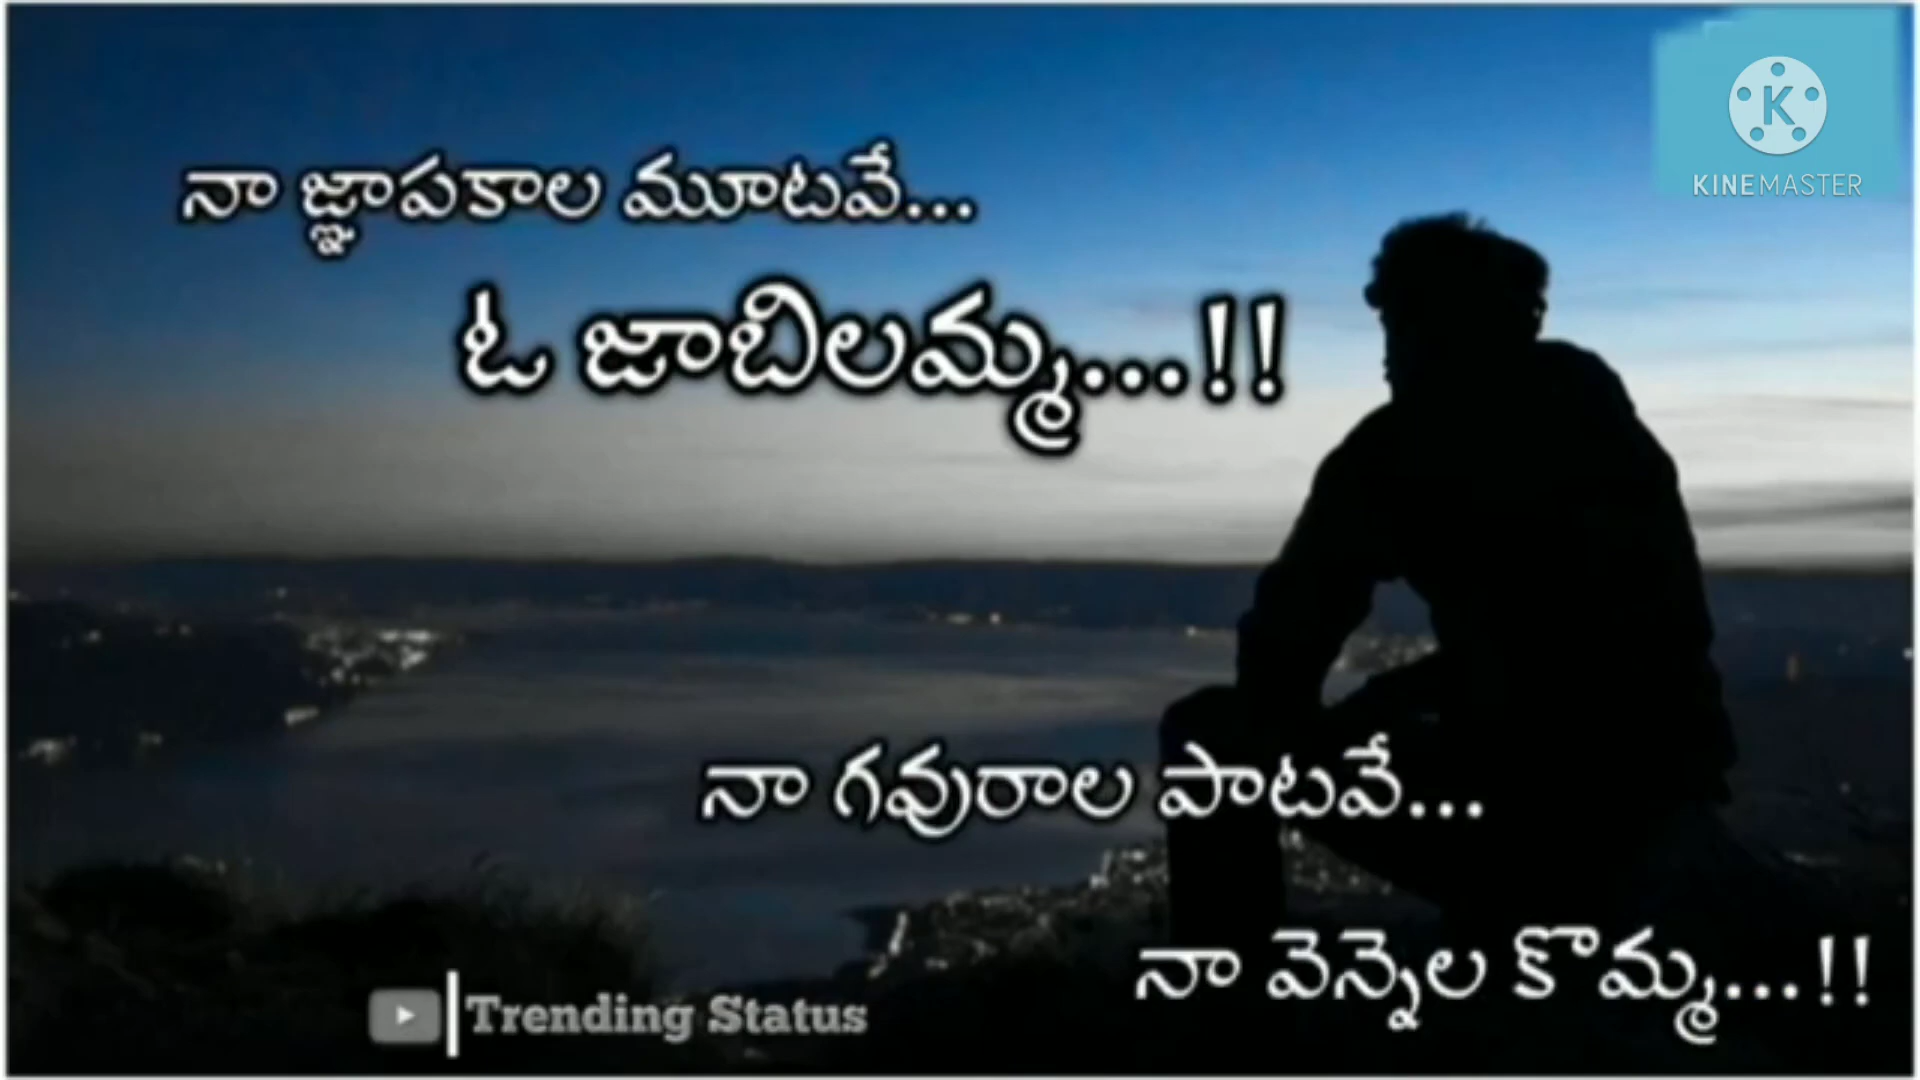 KINEMASTER
నా జ్ఞాపకాల మూటవే...
ఓ జాబిలమ్మ...!!
నా గవురాల పాటవే...
నా వెన్నెల కొమ్మ...!!
Trending Status